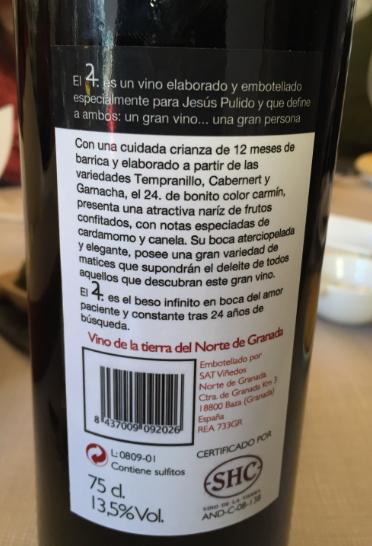 El 24. es un vino elaborado y embotellado
especialmente para Jesús Pulido y que define
a ambos: un gran vino... una gran persona
Con una cuidada crianza de 12 meses de
barrica y elaborado a partir de las
variedades Tempranillo, Cabernert y
Garnacha, el 24. de bonito color carmín,
presenta una atractiva naríz de frutos
confitados, con notas especiadas de
cardamomo y canela. Su boca aterciopelada
y elegante, posee una gran variedad de
matices que supondrán el deleite de todos
aquellos que descubran este gran vino.
El 24. es el beso infinito en boca del amor
paciente y constante tras 24 años de
búsqueda.
Vino de la tierra del Norte de Granada
Embotellado por
SAT Viñedos
Norte de Granada
Ctra. de Granada Km 3
18800 Baza (Granada)
España
REA 733GR
8 437009 092026
L: 0809-01
Contiene sulfitos
75 cl.
13,5% Vol.
CERTIFICADO POR
SHC
VINO DE LA TIERRA
AND-C-08-138